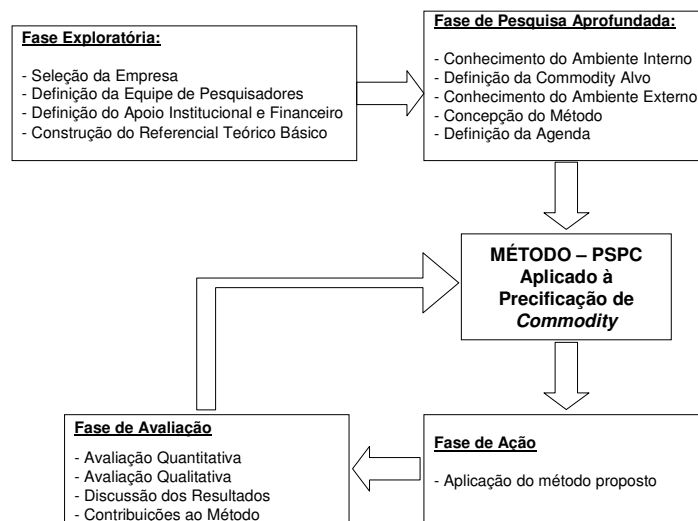 Fase Exploratória:
- Seleção da Empresa
- Definição da Equipe de Pesquisadores
- Definição do Apoio Institucional e Financeiro
- Construção do Referencial Teórico Básico
Fase de Pesquisa Aprofundada:
- Conhecimento do Ambiente Interno
- Definição da Commodity Alvo
- Conhecimento do Ambiente Externo
- Concepção do Método
- Definição da Agenda
MÉTODO – PSPC
Aplicado à
Precificação de
Commodity
Fase de Ação
- Aplicação do método proposto
Fase de Avaliação
- Avaliação Quantitativa
- Avaliação Qualitativa
- Discussão dos Resultados
- Contribuições ao Método